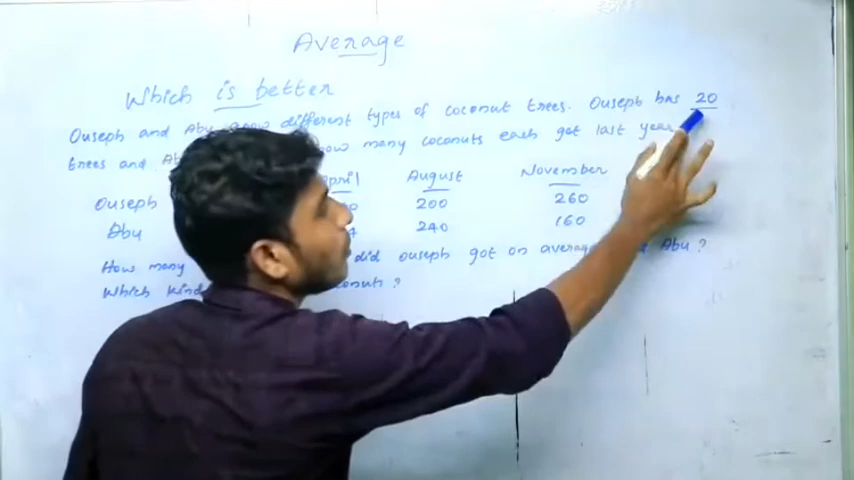 Average
Which is better
Ouseph and Abu grow different types of coconut trees. Ouseph has 20
trees and how many coconuts each got last year
April August November
Ouseph 200 260
Abu 240 160
How many did Ouseph got on average Abu ?
Which kind coconuts ?